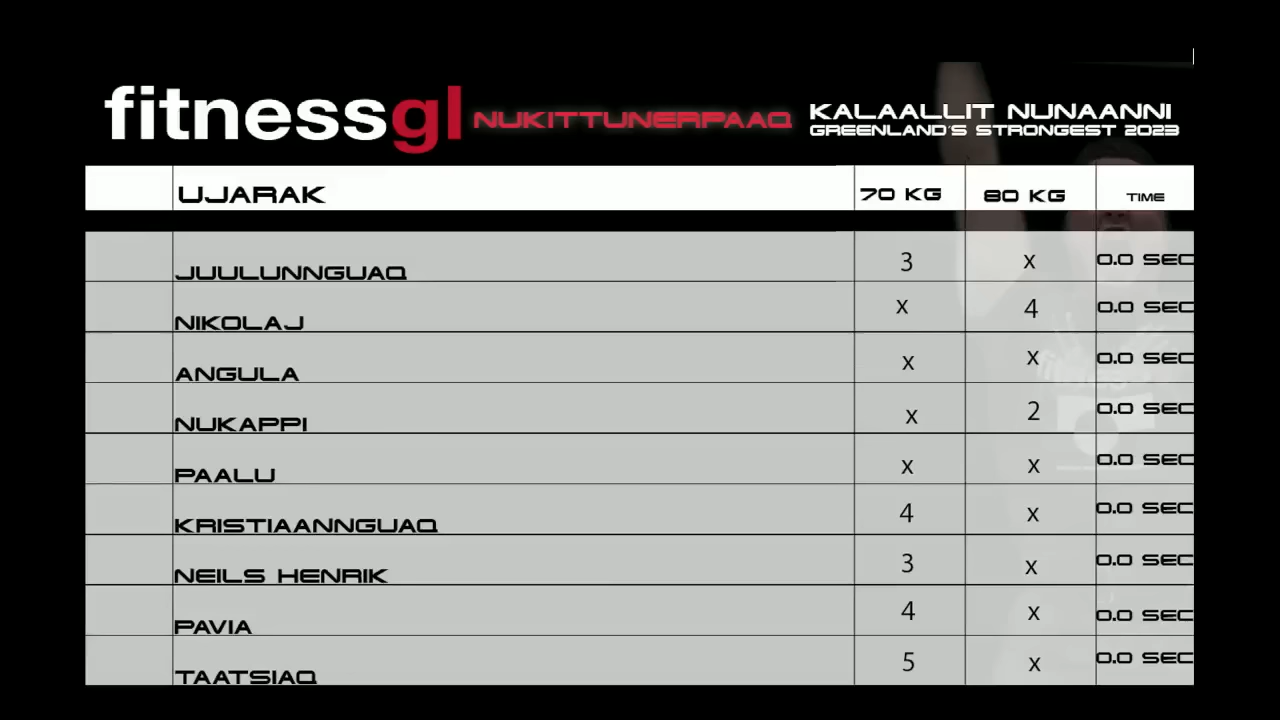 fitnessgl NUKITTUNERPAAQ KALAALLIT NUNAANNI
GREENLAND'S STRONGEST 2023
UJARAK 70 KG 80 KG TIME
JUULUNNGUAQ 3 x 0.0 SEC
NIKOLAJ x 4 0.0 SEC
ANGULA x x 0.0 SEC
NUKAPPI x 2 0.0 SEC
PAALU x x 0.0 SEC
KRISTIAANNGUAQ 4 x 0.0 SEC
NEILS HENRIK 3 x 0.0 SEC
PAVIA 4 x 0.0 SEC
TAATSIAQ 5 x 0.0 SEC